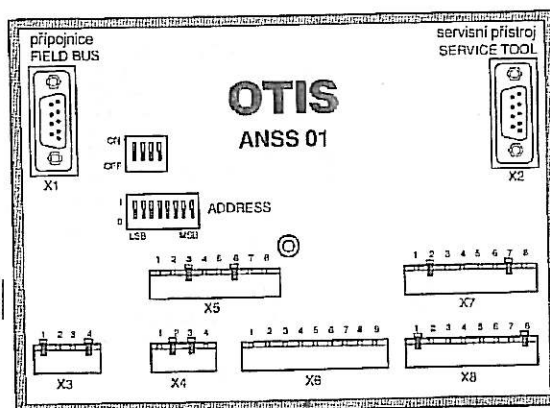 připojnice
FIELD BUS
servisní přístroj
SERVICE TOOL
OTIS
ANSS 01
X1
X2
ON
OFF
1
0
ADDRESS
LSB MSB
1 2 3 4 5 6 7 8
X5
1 2 3 4 5 6 7 8
X7
1 2 3 4
X3
1 2 3 4
X4
1 2 3 4 5 6 7 8 9
X6
1 2 3 4 5 6 7 8
X8